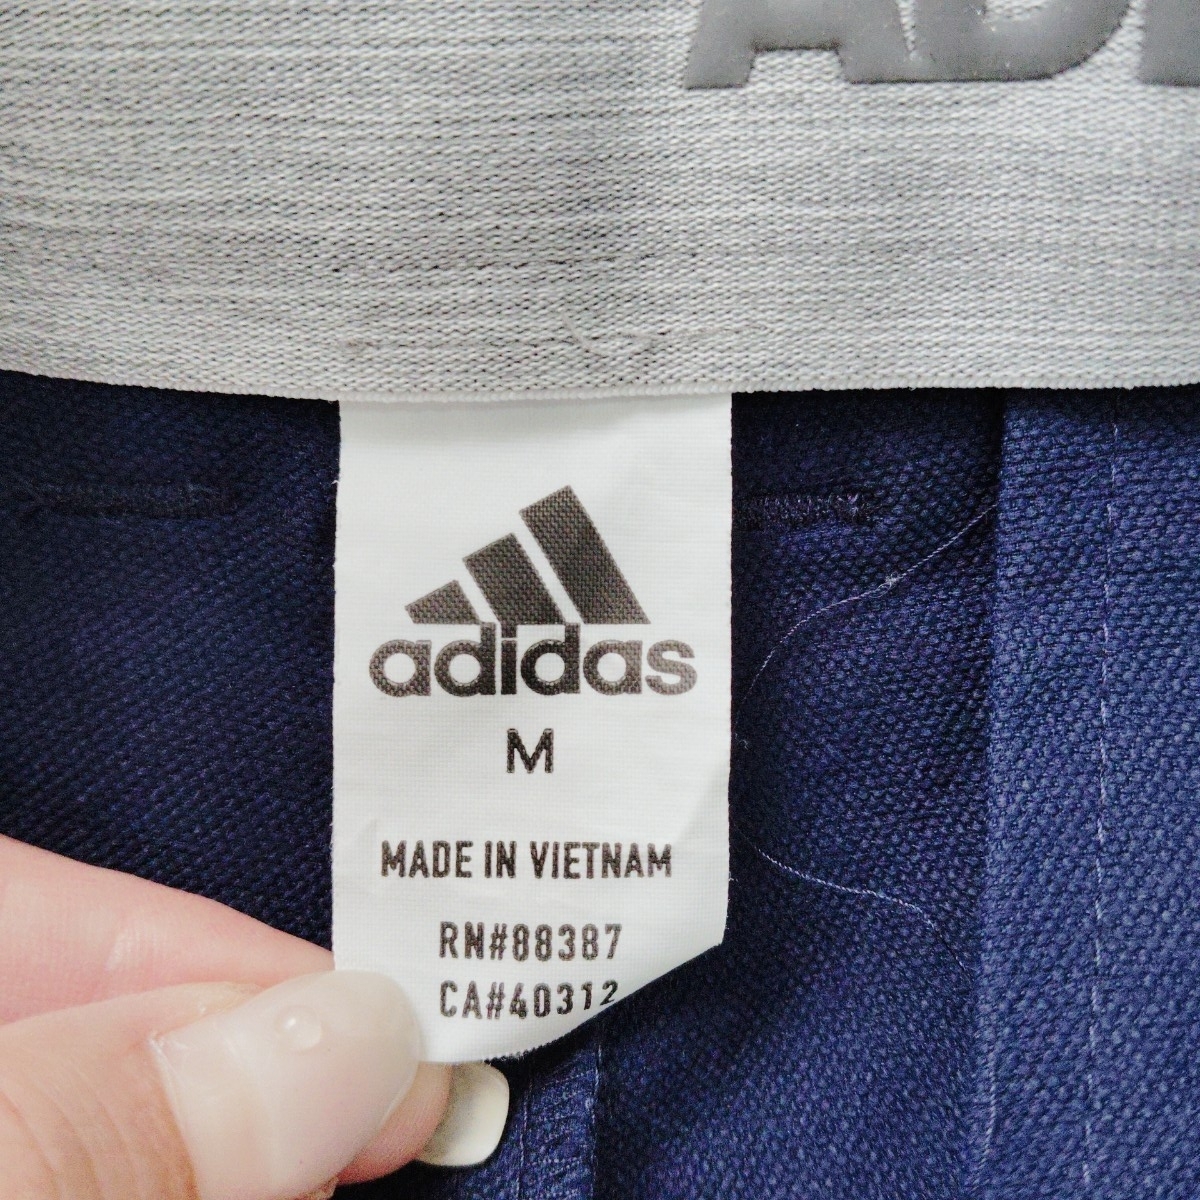 adidas
M
MADE IN VIETNAM
RN#88387
CA#40312